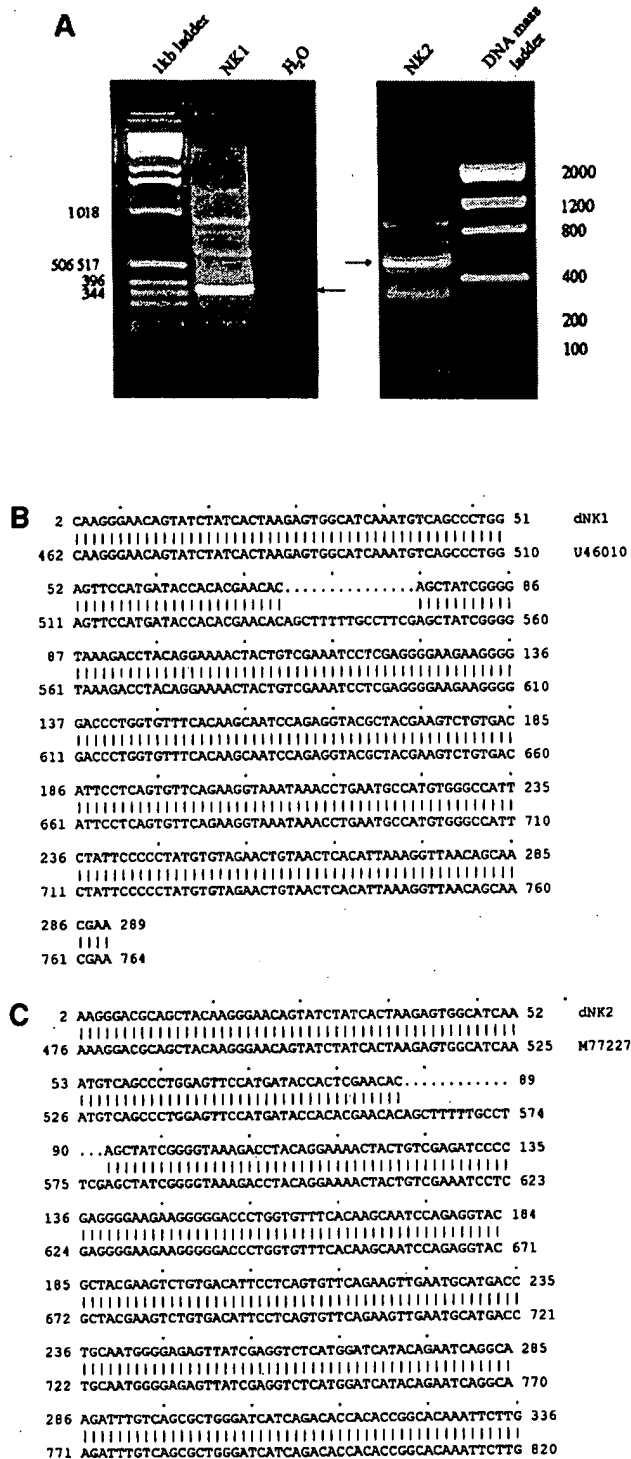 A
1kb ladder NK1 H₂O NK2 DNA mass ladder
1018
506 517
396
344
2000
1200
800
400
200
100
B
2 CAAGGGAACAGTATCTATCACTAAGAGTGGCATCAAATGTCAGCCCTGG 51 dNK1
462 CAAGGGAACAGTATCTATCACTAAGAGTGGCATCAAATGTCAGCCCTGG 510 U46010
52 AGTTCCATGATACCACACGAACAC...............AGCTATCGGGG 86
511 AGTTCCATGATACCACACGAACACAGCTTTTTGCCTTCGAGCTATCGGGG 560
87 TAAAGACCTACAGGAAAACTACTGTCGAAATCCTCGAGGGGAAGAAGGGG 136
561 TAAAGACCTACAGGAAAACTACTGTCGAAATCCTCGAGGGGAAGAAGGGG 610
137 GACCCTGGTGTTTCACAAGCAATCCAGAGGTACGCTACGAAGTCTGTGAC 185
611 GACCCTGGTGTTTCACAAGCAATCCAGAGGTACGCTACGAAGTCTGTGAC 660
186 ATTCCTCAGTGTTCAGAAGGTAAATAAACCTGAATGCCATGTGGGCCATT 235
661 ATTCCTCAGTGTTCAGAAGGTAAATAAACCTGAATGCCATGTGGGCCATT 710
236 CTATTCCCCCTATGTGTAGAACTGTAACTCACATTAAAGGTTAACAGCAA 285
711 CTATTCCCCCTATGTGTAGAACTGTAACTCACATTAAAGGTTAACAGCAA 760
286 CGAA 289
761 CGAA 764
C
2 AAGGGACGCAGCTACAAGGGAACAGTATCTATCACTAAGAGTGGCATCAA 52 dNK2
476 AAAGGACGCAGCTACAAGGGAACAGTATCTATCACTAAGAGTGGCATCAA 525 M77227
53 ATGTCAGCCCTGGAGTTCCATGATACCACTCGAACAC............ 89
526 ATGTCAGCCCTGGAGTTCCATGATACCACACGAACACAGCTTTTTGCCT 574
90 ...AGCTATCGGGGTAAAGACCTACAGGAAAACTACTGTCGAGATCCCC 135
575 TCGAGCTATCGGGGTAAAGACCTACAGGAAAACTACTGTCGAAATCCTC 623
136 GAGGGGAAGAAGGGGGACCCTGGTGTTTCACAAGCAATCCAGAGGTAC 184
624 GAGGGGAAGAAGGGGGACCCTGGTGTTTCACAAGCAATCCAGAGGTAC 671
185 GCTACGAAGTCTGTGACATTCCTCAGTGTTCAGAAGTTGAATGCATGACC 235
672 GCTACGAAGTCTGTGACATTCCTCAGTGTTCAGAAGTTGAATGCATGACC 721
236 TGCAATGGGGAGAGTTATCGAGGTCTCATGGATCATACAGAATCAGGCA 285
722 TGCAATGGGGAGAGTTATCGAGGTCTCATGGATCATACAGAATCAGGCA 770
286 AGATTTGTCAGCGCTGGGATCATCAGACACCACACCGGCACAAATTCTTG 336
771 AGATTTGTCAGCGCTGGGATCATCAGACACCACACCGGCACAAATTCTTG 820